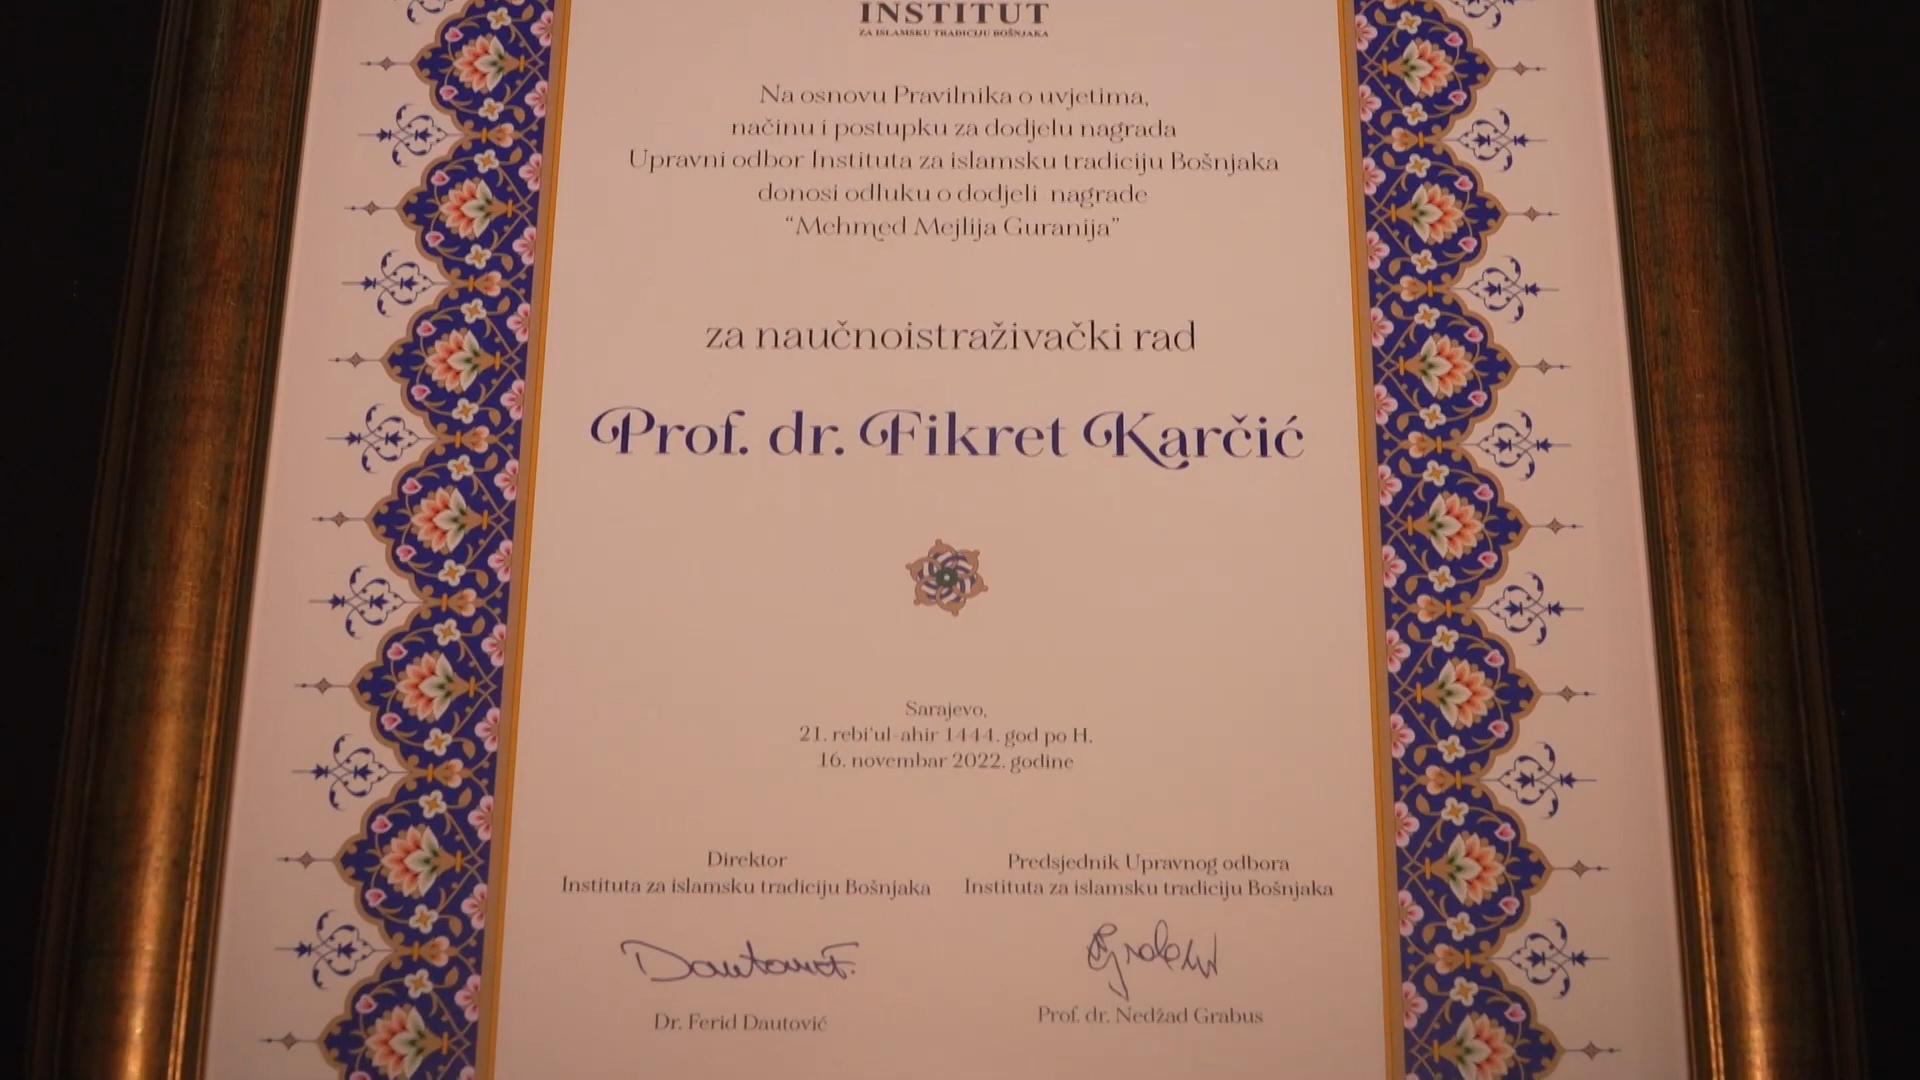 INSTITUT
ZA ISLAMSKU TRADICIJU BOŠNJAKA
Na osnovu Pravilnika o uvjetima,
načinu i postupku za dodjelu nagrada
Upravni odbor Instituta za islamsku tradiciju Bošnjaka
donosi odluku o dodjeli nagrade
“Mehmed Mejlija Guranija”
za naučnoistraživački rad
Prof. dr. Fikret Karčić
Sarajevo,
21. rebi'ul-ahir 1444. god po H.
16. novembar 2022. godine
Direktor
Instituta za islamsku tradiciju Bošnjaka
Dr. Ferid Dautović
Predsjednik Upravnog odbora
Instituta za islamsku tradiciju Bošnjaka
Prof. dr. Nedžad Grabus